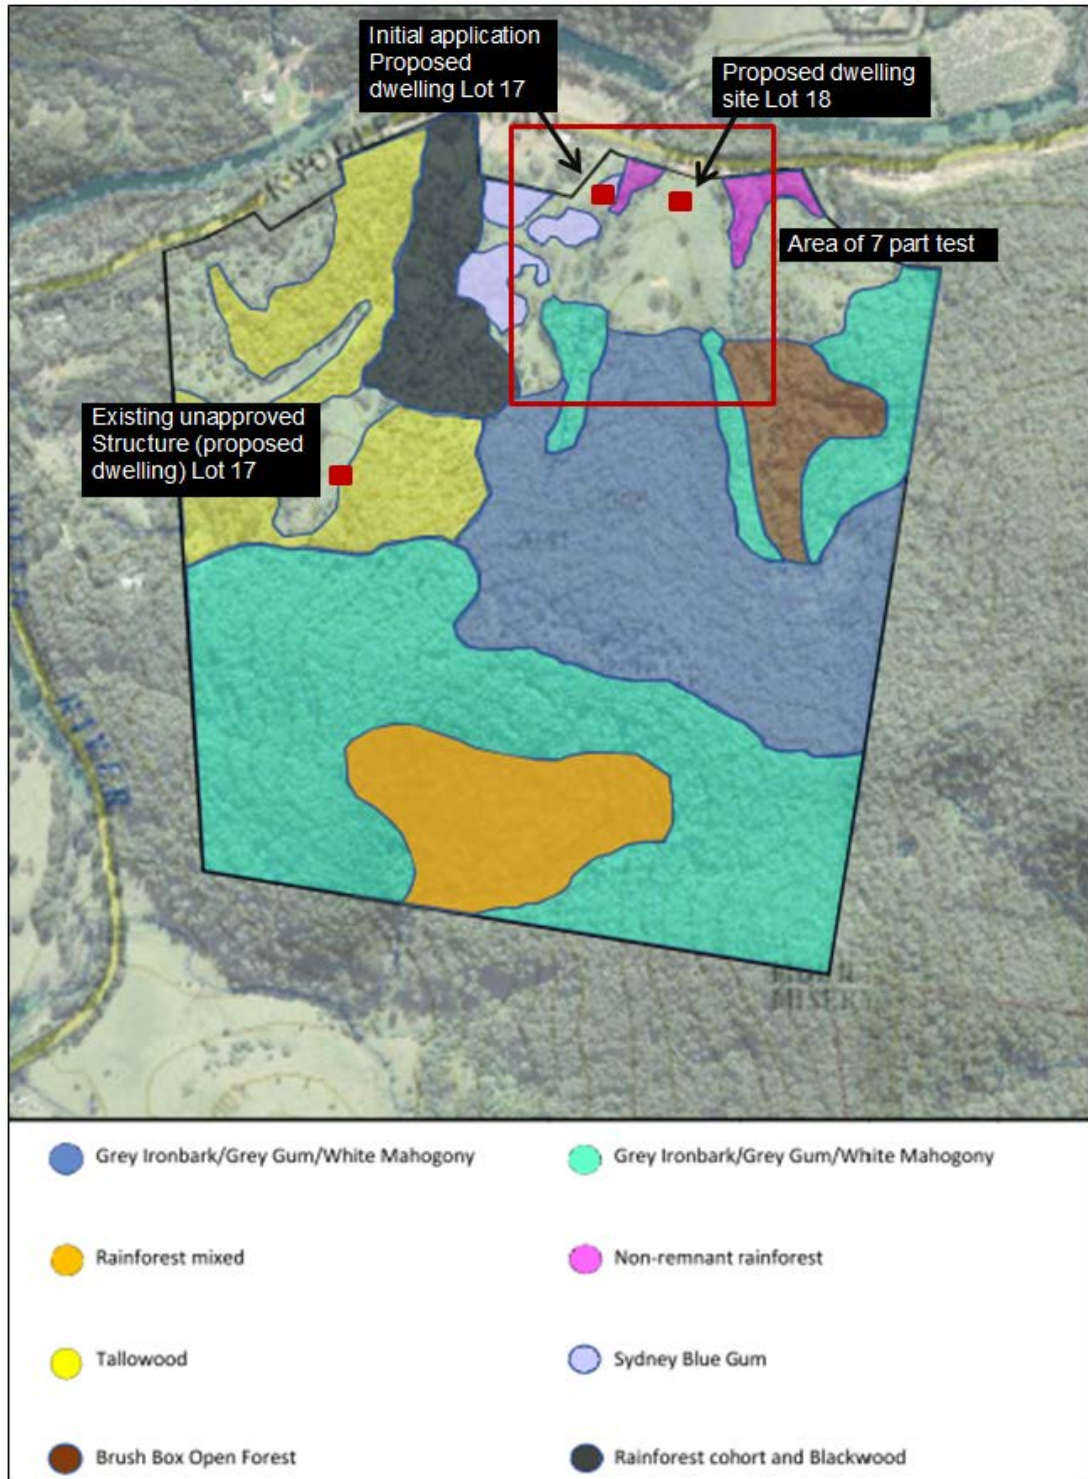 Initial application
Proposed
dwelling Lot 17
Proposed dwelling
site Lot 18
Area of 7 part test
Existing unapproved
Structure (proposed
dwelling) Lot 17
RIVER
MISERY
Grey Ironbark/Grey Gum/White Mahogony
Grey Ironbark/Grey Gum/White Mahogony
Rainforest mixed
Non-remnant rainforest
Tallowood
Sydney Blue Gum
Brush Box Open Forest
Rainforest cohort and Blackwood